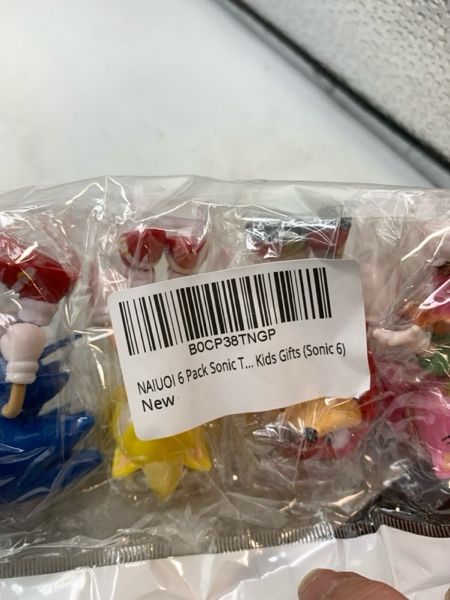 B0CP38TNGP
NAIUOI 6 Pack Sonic T... Kids Gifts (Sonic 6)
New